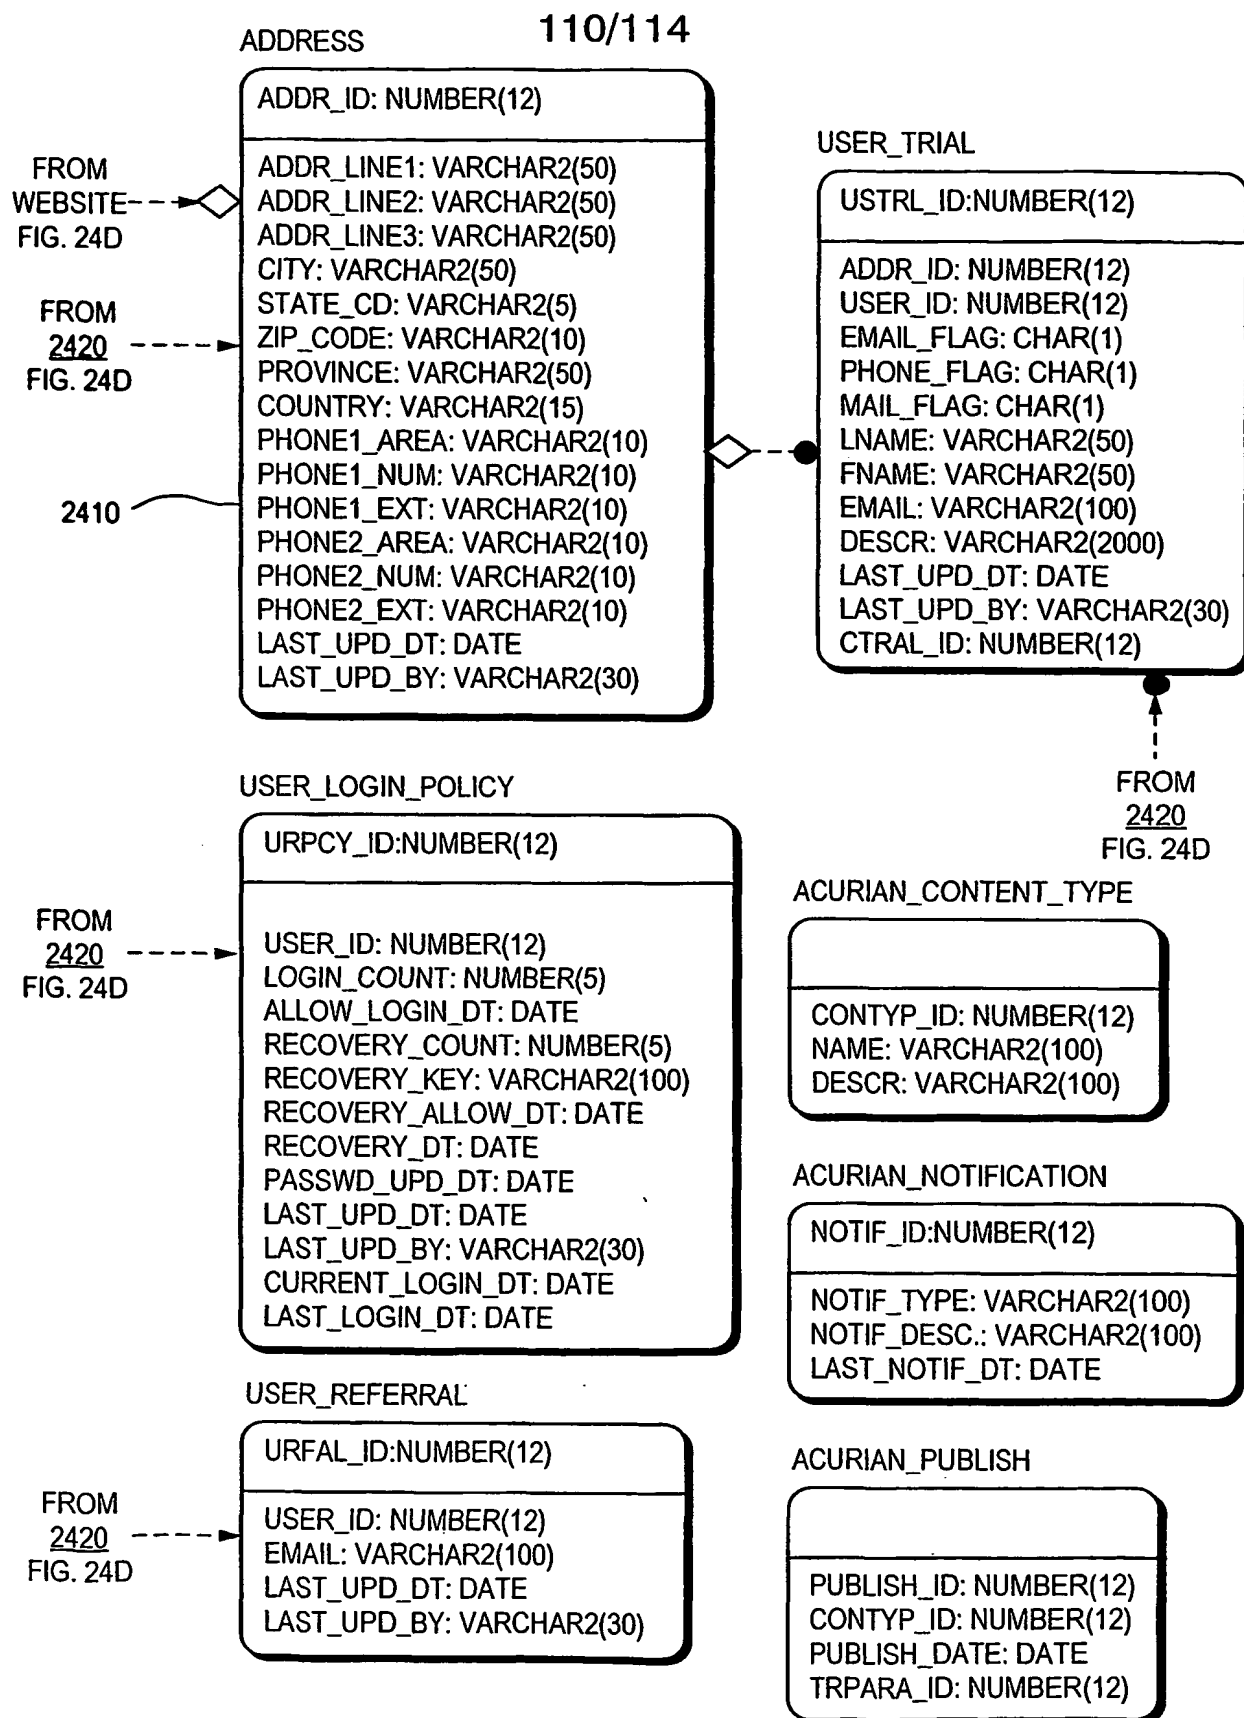 110/114
ADDRESS
ADDR_ID: NUMBER(12)
ADDR_LINE1: VARCHAR2(50)
ADDR_LINE2: VARCHAR2(50)
ADDR_LINE3: VARCHAR2(50)
CITY: VARCHAR2(50)
STATE_CD: VARCHAR2(5)
ZIP_CODE: VARCHAR2(10)
PROVINCE: VARCHAR2(50)
COUNTRY: VARCHAR2(15)
PHONE1_AREA: VARCHAR2(10)
PHONE1_NUM: VARCHAR2(10)
PHONE1_EXT: VARCHAR2(10)
PHONE2_AREA: VARCHAR2(10)
PHONE2_NUM: VARCHAR2(10)
PHONE2_EXT: VARCHAR2(10)
LAST_UPD_DT: DATE
LAST_UPD_BY: VARCHAR2(30)
FROM
WEBSITE
FIG. 24D
FROM
2420
FIG. 24D
2410
USER_TRIAL
USTRL_ID:NUMBER(12)
ADDR_ID: NUMBER(12)
USER_ID: NUMBER(12)
EMAIL_FLAG: CHAR(1)
PHONE_FLAG: CHAR(1)
MAIL_FLAG: CHAR(1)
LNAME: VARCHAR2(50)
FNAME: VARCHAR2(50)
EMAIL: VARCHAR2(100)
DESCR: VARCHAR2(2000)
LAST_UPD_DT: DATE
LAST_UPD_BY: VARCHAR2(30)
CTRAL_ID: NUMBER(12)
FROM
2420
FIG. 24D
USER_LOGIN_POLICY
URPCY_ID:NUMBER(12)
USER_ID: NUMBER(12)
LOGIN_COUNT: NUMBER(5)
ALLOW_LOGIN_DT: DATE
RECOVERY_COUNT: NUMBER(5)
RECOVERY_KEY: VARCHAR2(100)
RECOVERY_ALLOW_DT: DATE
RECOVERY_DT: DATE
PASSWD_UPD_DT: DATE
LAST_UPD_DT: DATE
LAST_UPD_BY: VARCHAR2(30)
CURRENT_LOGIN_DT: DATE
LAST_LOGIN_DT: DATE
FROM
2420
FIG. 24D
ACURIAN_CONTENT_TYPE
CONTYP_ID: NUMBER(12)
NAME: VARCHAR2(100)
DESCR: VARCHAR2(100)
ACURIAN_NOTIFICATION
NOTIF_ID:NUMBER(12)
NOTIF_TYPE: VARCHAR2(100)
NOTIF_DESC.: VARCHAR2(100)
LAST_NOTIF_DT: DATE
USER_REFERRAL
URFAL_ID:NUMBER(12)
USER_ID: NUMBER(12)
EMAIL: VARCHAR2(100)
LAST_UPD_DT: DATE
LAST_UPD_BY: VARCHAR2(30)
FROM
2420
FIG. 24D
ACURIAN_PUBLISH
PUBLISH_ID: NUMBER(12)
CONTYP_ID: NUMBER(12)
PUBLISH_DATE: DATE
TRPARA_ID: NUMBER(12)